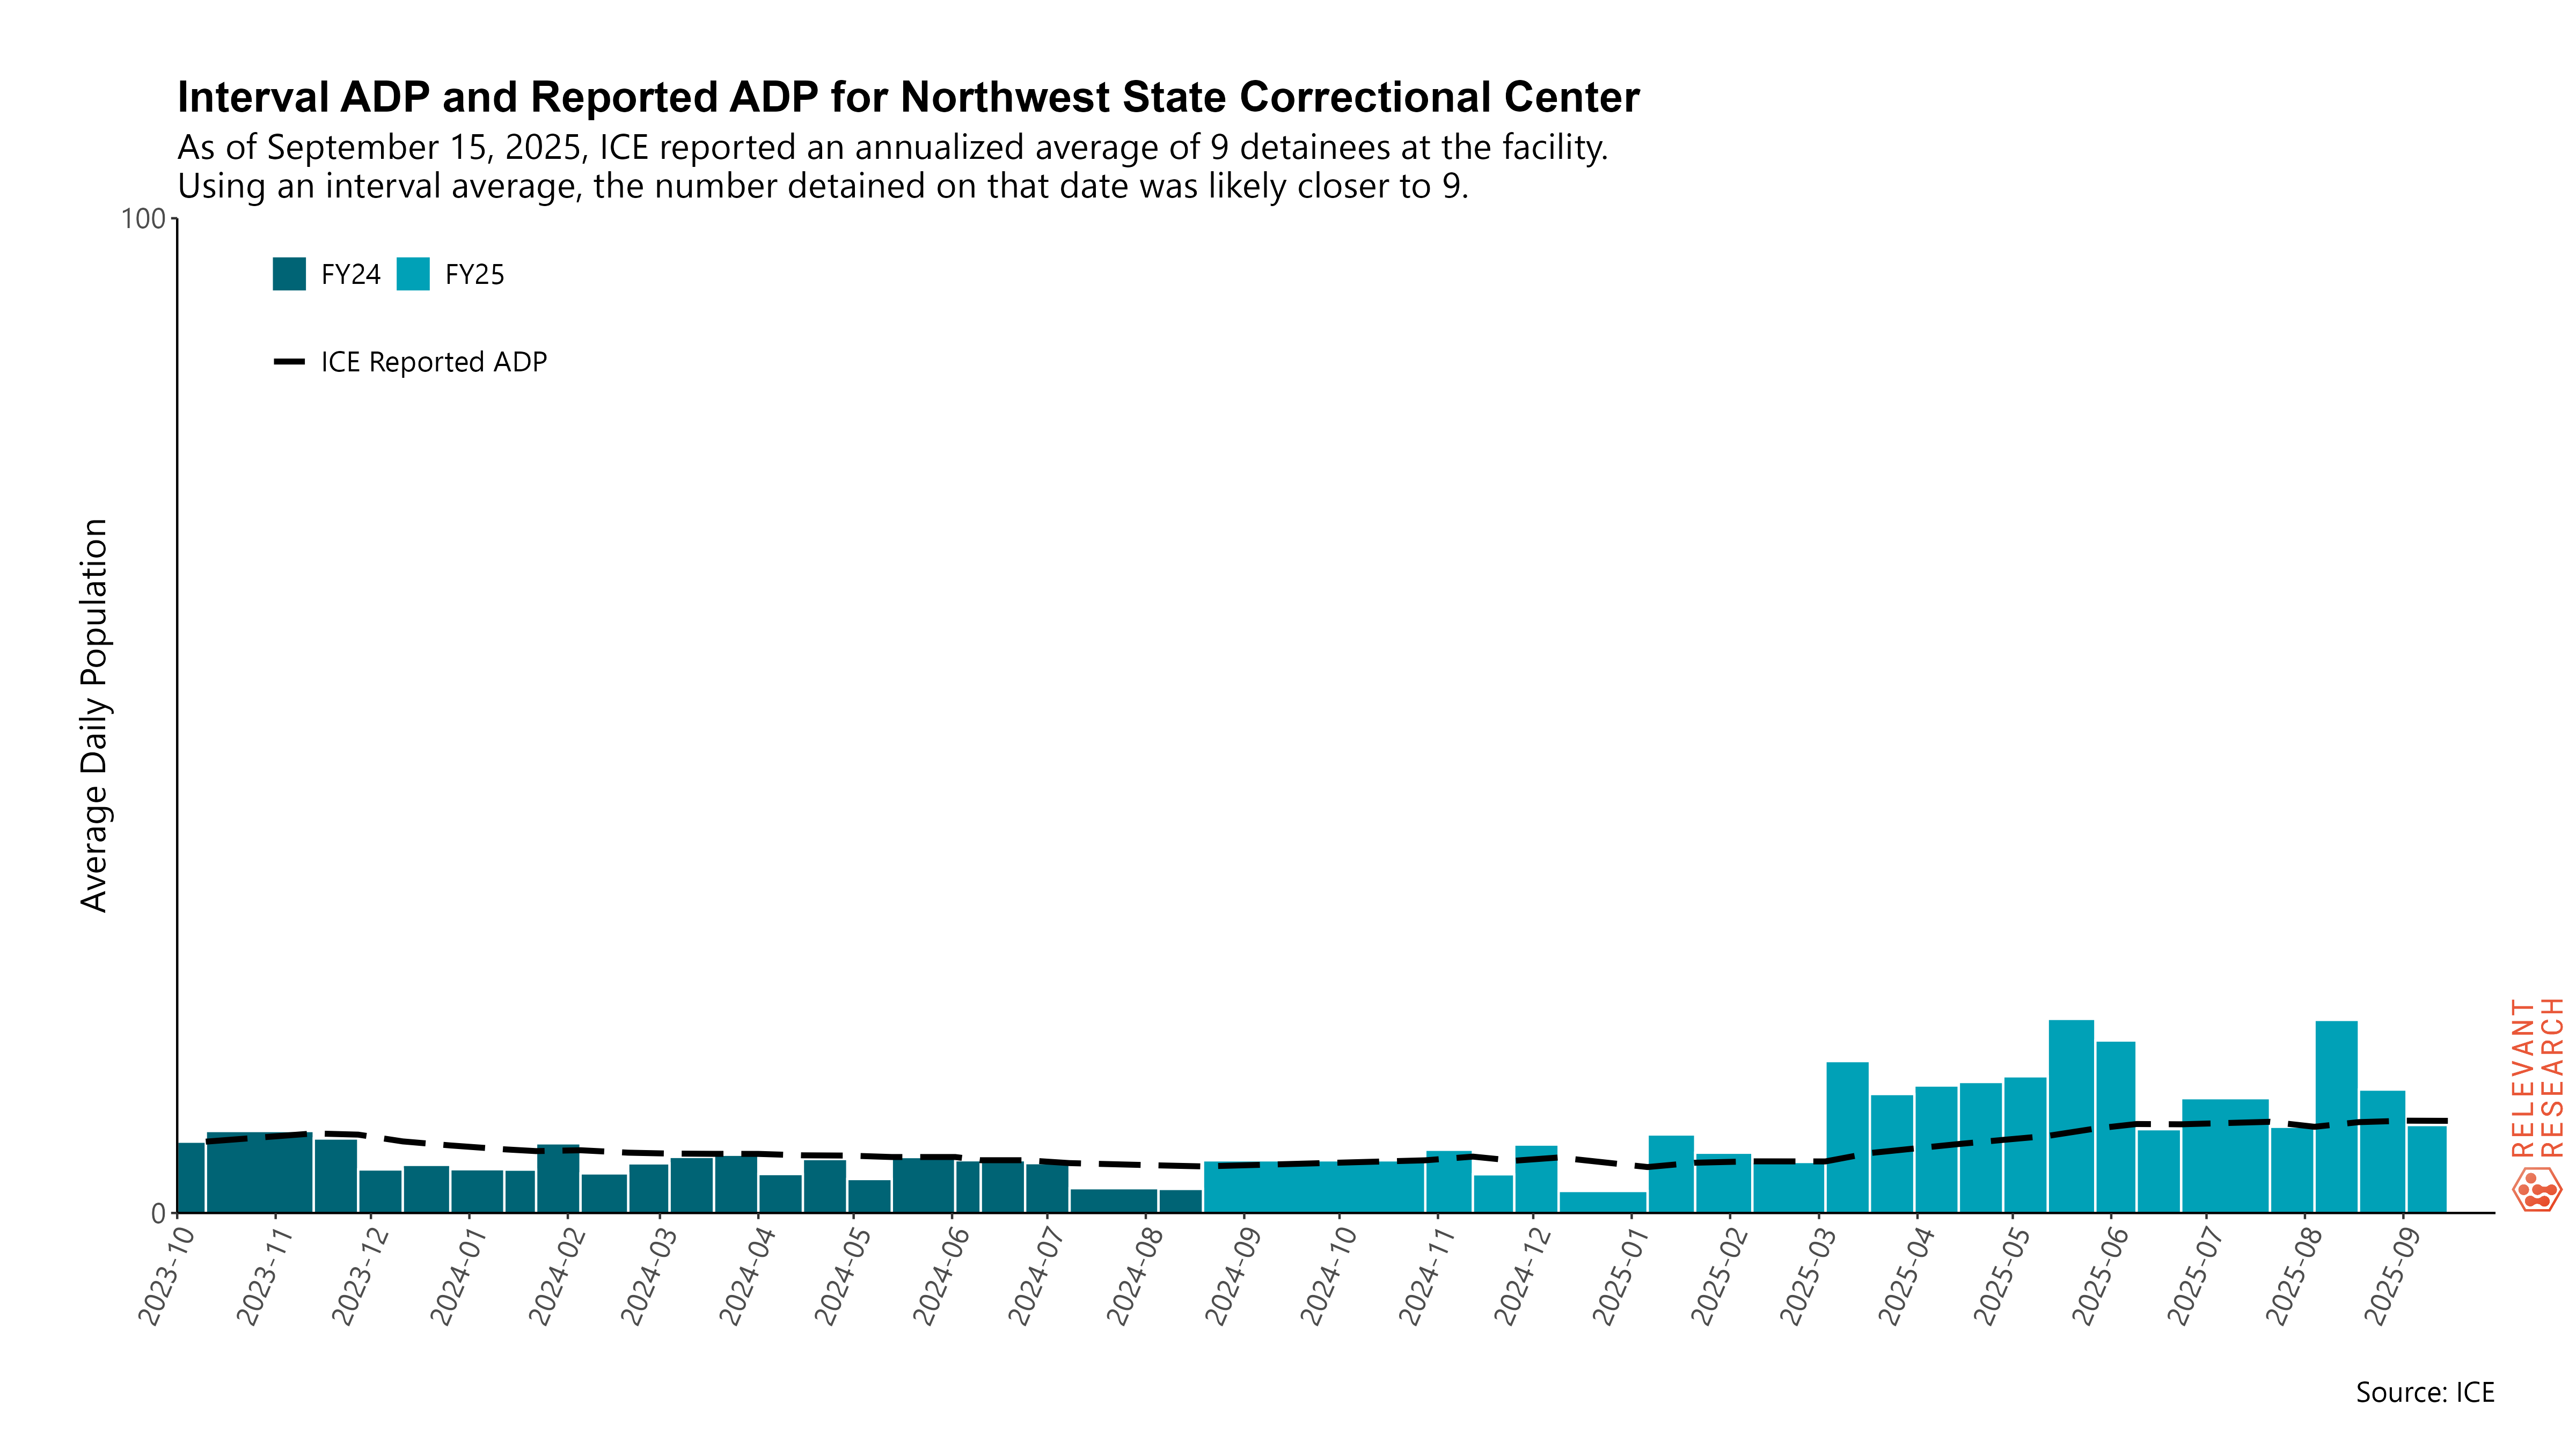 Interval ADP and Reported ADP for Northwest State Correctional Center
As of September 15, 2025, ICE reported an annualized average of 9 detainees at the facility.
Using an interval average, the number detained on that date was likely closer to 9.
100
FY24
FY25
ICE Reported ADP
Average Daily Population
0
2023-10
2023-11
2023-12
2024-01
2024-02
2024-03
2024-04
2024-05
2024-06
2024-07
2024-08
2024-09
2024-10
2024-11
2024-12
2025-01
2025-02
2025-03
2025-04
2025-05
2025-06
2025-07
2025-08
2025-09
RELEVANT
RESEARCH
Source: ICE